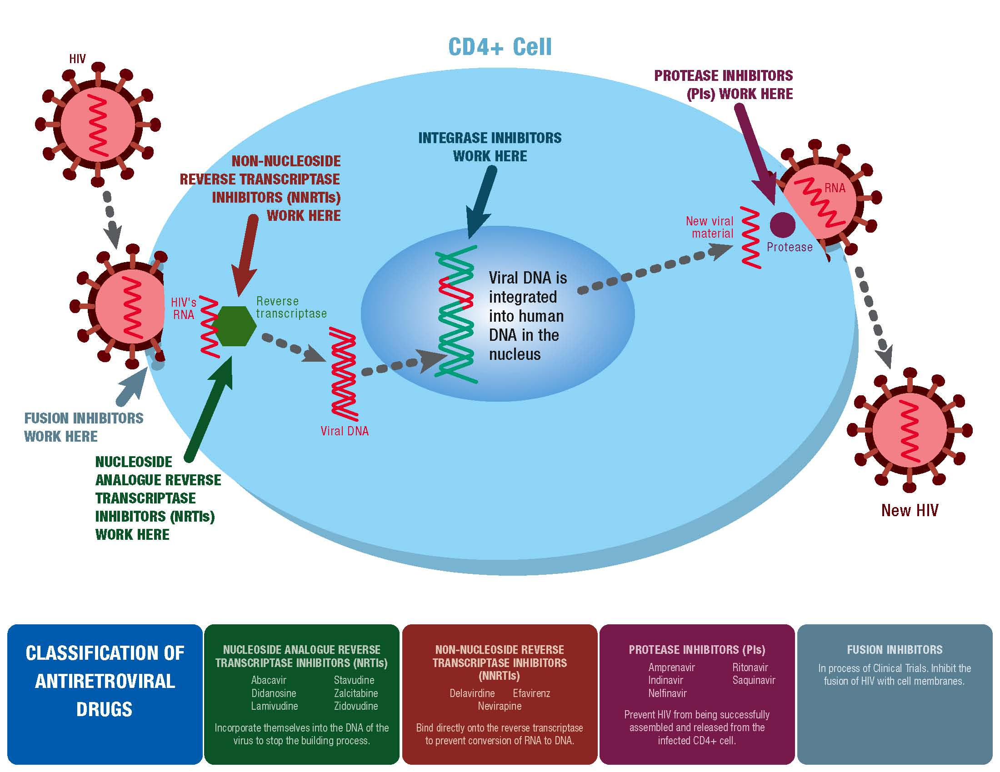 CD4+ Cell
HIV
PROTEASE INHIBITORS
(PIs) WORK HERE
INTEGRASE INHIBITORS
WORK HERE
NON-NUCLEOSIDE
REVERSE TRANSCRIPTASE
INHIBITORS (NNRTIs)
WORK HERE
RNA
New viral
material
Protease
HIV's
RNA
Reverse
transcriptase
Viral DNA is
integrated
into human
DNA in the
nucleus
Viral DNA
FUSION INHIBITORS
WORK HERE
NUCLEOSIDE
ANALOGUE REVERSE
TRANSCRIPTASE
INHIBITORS (NRTIs)
WORK HERE
New HIV
CLASSIFICATION OF
ANTIRETROVIRAL
DRUGS
NUCLEOSIDE ANALOGUE REVERSE
TRANSCRIPTASE INHIBITORS (NRTIs)
Abacavir Stavudine
Didanosine Zalcitabine
Lamivudine Zidovudine
Incorporate themselves into the DNA of the
virus to stop the building process.
NON-NUCLEOSIDE REVERSE
TRANSCRIPTASE INHIBITORS
(NNRTIs)
Delavirdine Efavirenz
Nevirapine
Bind directly onto the reverse transcriptase
to prevent conversion of RNA to DNA.
PROTEASE INHIBITORS (PIs)
Amprenavir Ritonavir
Indinavir Saquinavir
Nelfinavir
Prevent HIV from being successfully
assembled and released from the
infected CD4+ cell.
FUSION INHIBITORS
In process of Clinical Trials. Inhibit the
fusion of HIV with cell membranes.